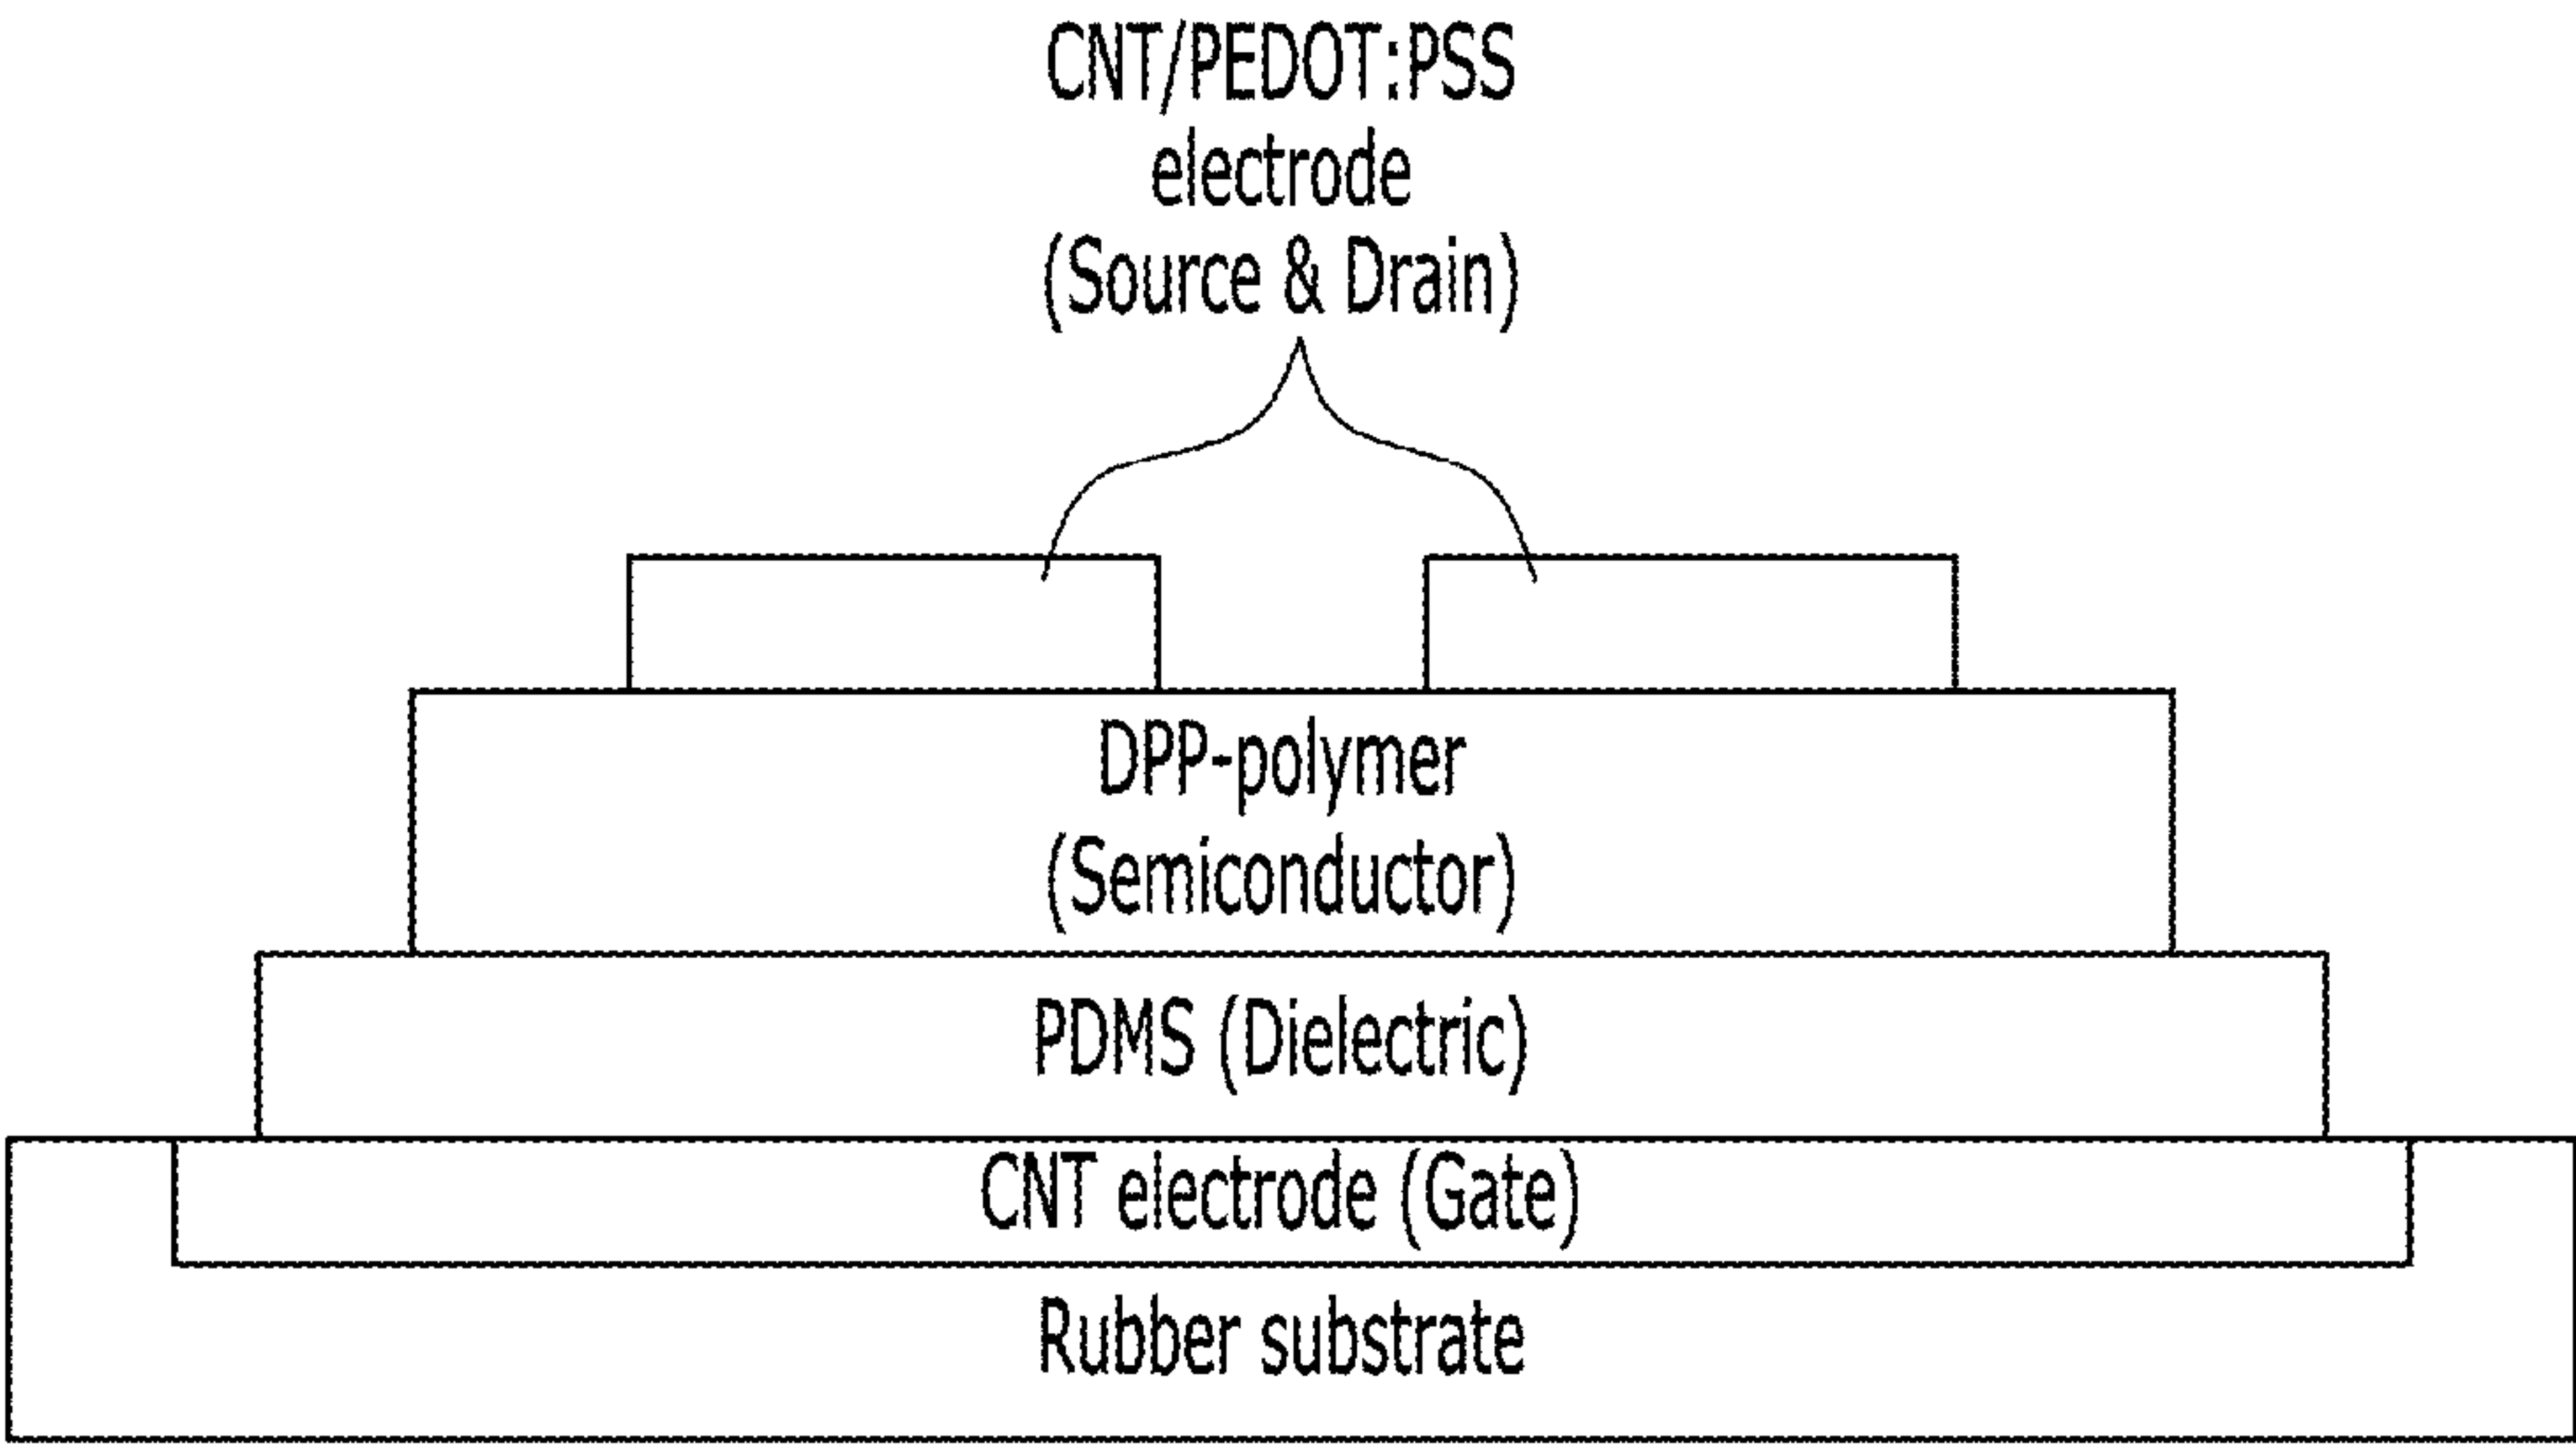 CNT/PEDOT:PSS
electrode
(Source & Drain)
DPP-polymer
(Semiconductor)
PDMS (Dielectric)
CNT electrode (Gate)
Rubber substrate